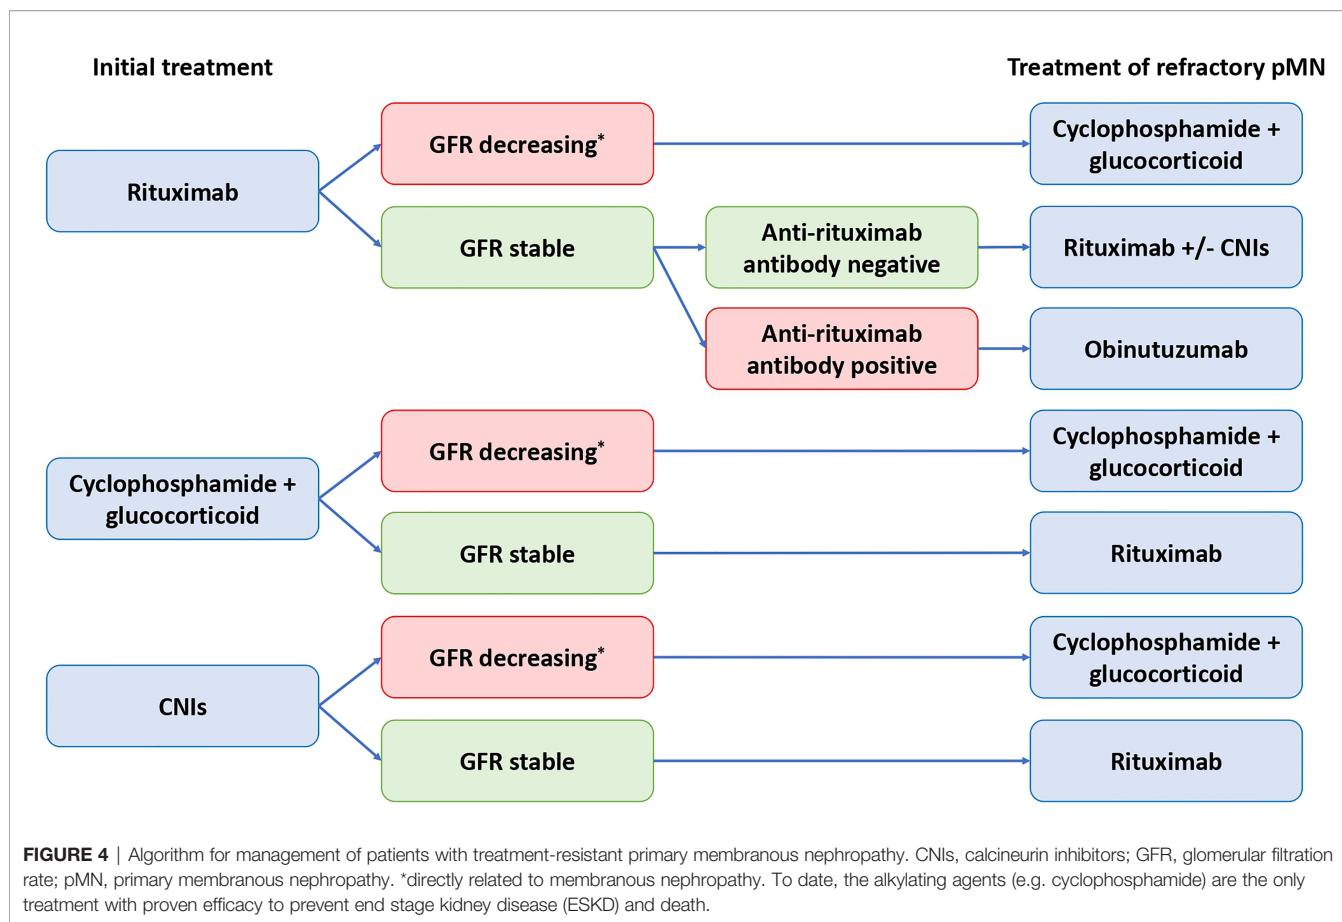 Initial treatment
Treatment of refractory pMN
Rituximab
GFR decreasing*
Cyclophosphamide +
glucocorticoid
GFR stable
Anti-rituximab
antibody negative
Rituximab +/- CNIs
Anti-rituximab
antibody positive
Obinutuzumab
Cyclophosphamide +
glucocorticoid
GFR decreasing*
Cyclophosphamide +
glucocorticoid
GFR stable
Rituximab
CNIs
GFR decreasing*
Cyclophosphamide +
glucocorticoid
GFR stable
Rituximab
FIGURE 4 | Algorithm for management of patients with treatment-resistant primary membranous nephropathy. CNIs, calcineurin inhibitors; GFR, glomerular filtration
rate; pMN, primary membranous nephropathy. *directly related to membranous nephropathy. To date, the alkylating agents (e.g. cyclophosphamide) are the only
treatment with proven efficacy to prevent end stage kidney disease (ESKD) and death.